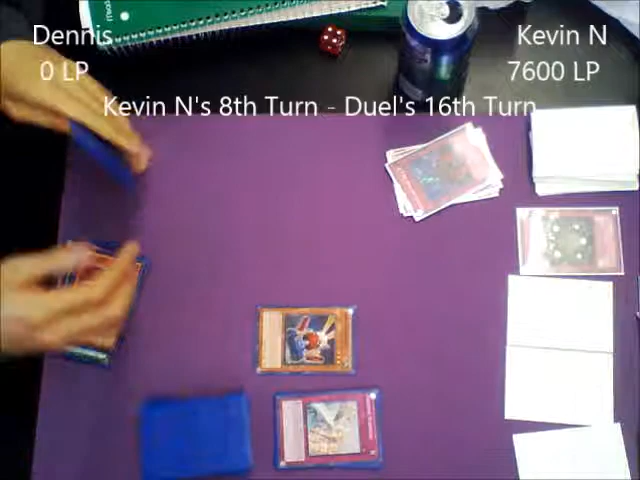 Dennis
Kevin N
0 LP
7600 LP
Kevin N's 8th Turn - Duel's 16th Turn